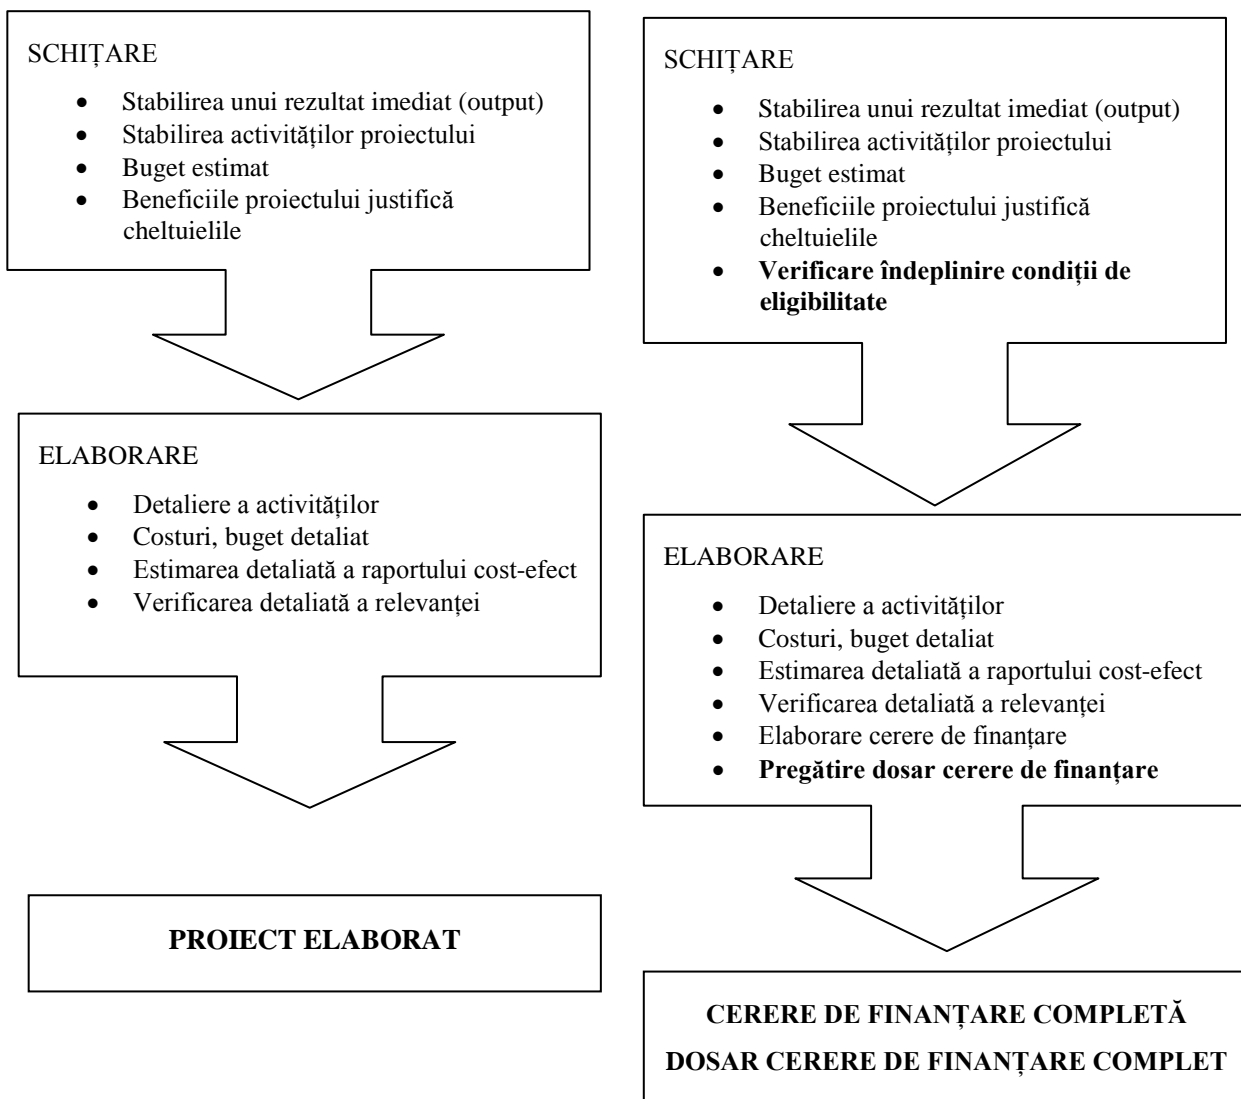 SCHIȚARE
• Stabilirea unui rezultat imediat (output)
• Stabilirea activităților proiectului
• Buget estimat
• Beneficiile proiectului justifică
cheltuielile
ELABORARE
• Detaliere a activităților
• Costuri, buget detaliat
• Estimarea detaliată a raportului cost-efect
• Verificarea detaliată a relevanței
PROIECT ELABORAT
SCHIȚARE
• Stabilirea unui rezultat imediat (output)
• Stabilirea activităților proiectului
• Buget estimat
• Beneficiile proiectului justifică
cheltuielile
• Verificare îndeplinire condiții de
eligibilitate
ELABORARE
• Detaliere a activităților
• Costuri, buget detaliat
• Estimarea detaliată a raportului cost-efect
• Verificarea detaliată a relevanței
• Elaborare cerere de finanțare
• Pregătire dosar cerere de finanțare
CERERE DE FINANȚARE COMPLETĂ
DOSAR CERERE DE FINANȚARE COMPLET